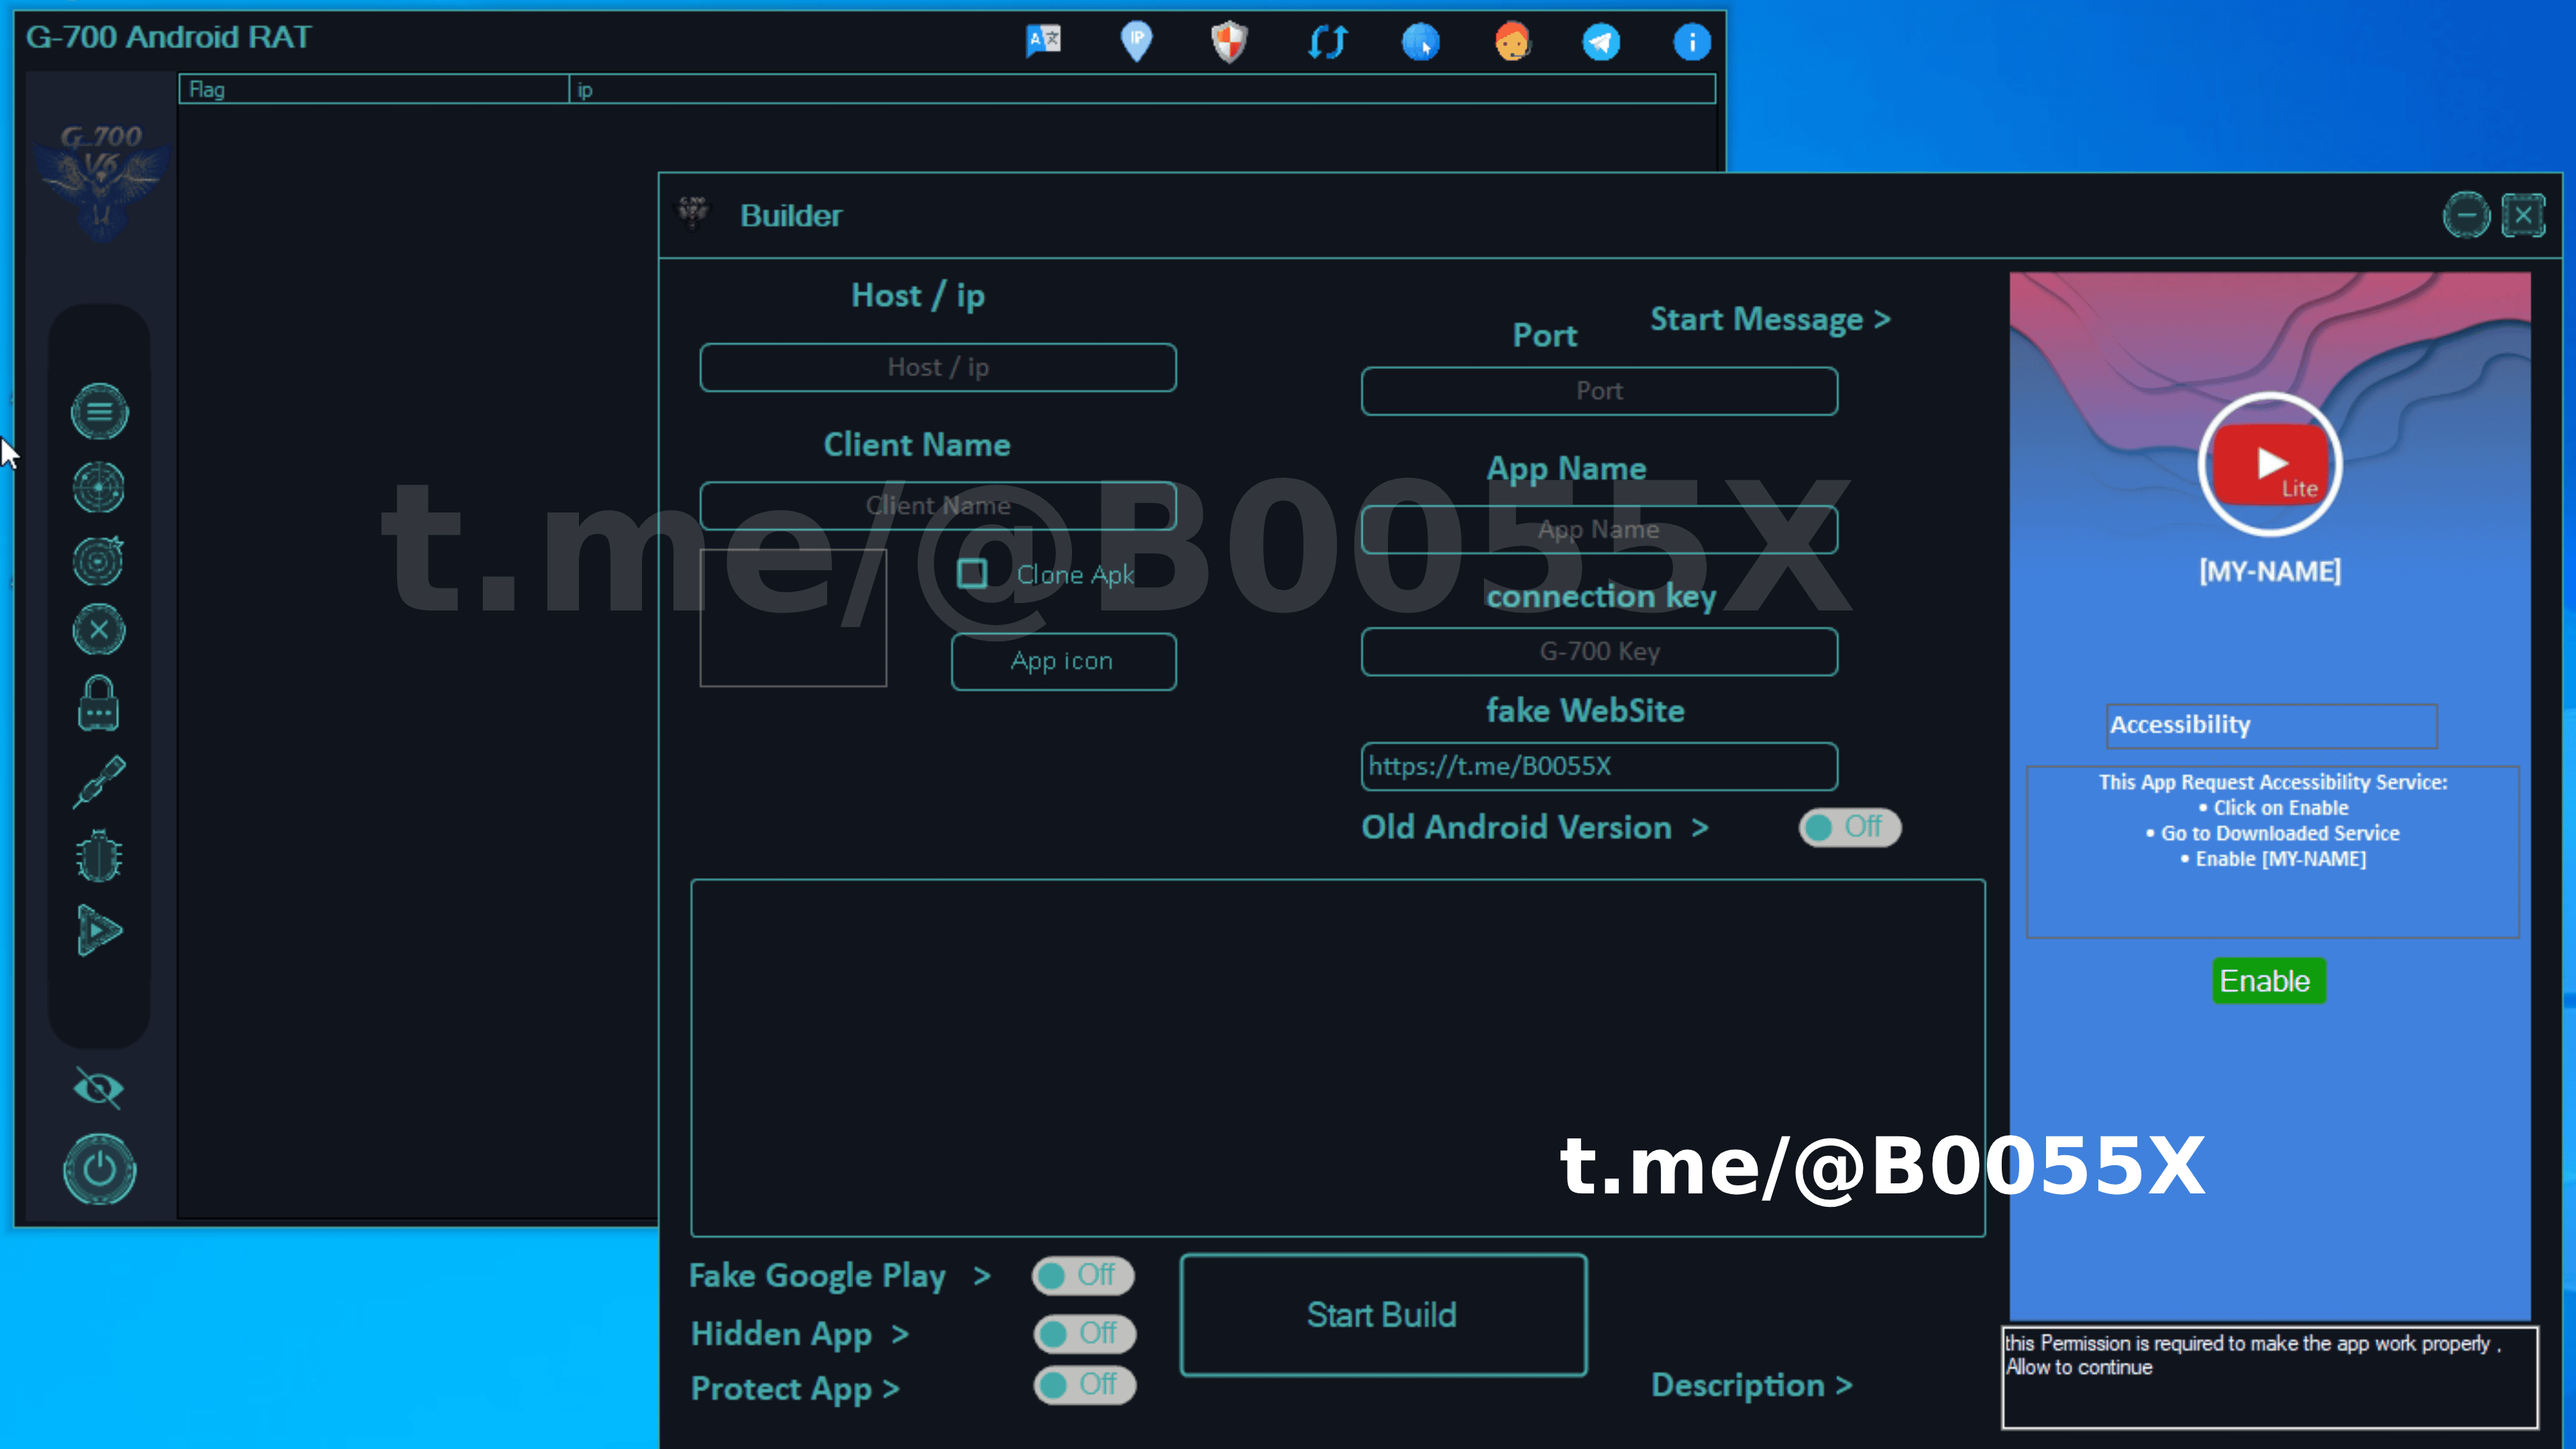 G-700 Android RAT
Flag
ip
G_700
V6
Builder
Host / ip
Host / ip
Port
Start Message >
Port
Client Name
Client Name
App Name
App Name
t.me/@B0055X
Clone Apk
App icon
connection key
G-700 Key
fake WebSite
https://t.me/B0055X
Old Android Version >
Off
Lite
[MY-NAME]
Accessibility
This App Request Accessibility Service:
• Click on Enable
• Go to Downloaded Service
• Enable [MY-NAME]
Enable
t.me/@B0055X
Fake Google Play >
Off
Hidden App >
Off
Protect App >
Off
Start Build
Description >
this Permission is required to make the app work properly ,
Allow to continue